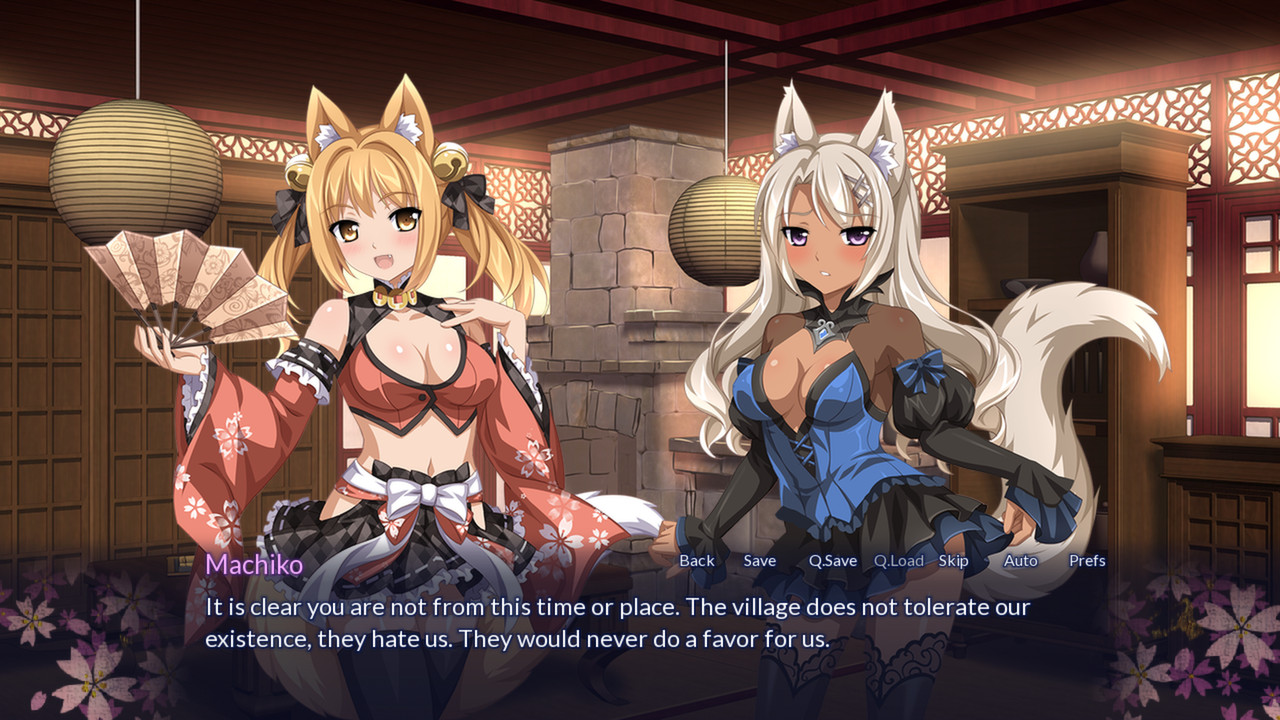 Machiko
Back Save Q.Save Q.Load Skip Auto Prefs
It is clear you are not from this time or place. The village does not tolerate our
existence, they hate us. They would never do a favor for us.